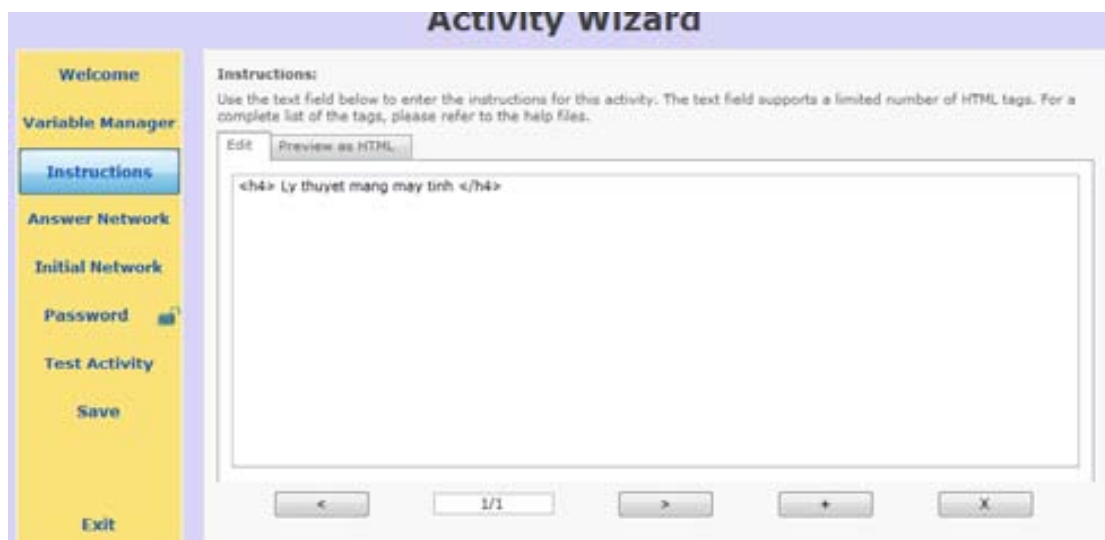 Activity Wizard
Welcome
Variable Manager
Instructions
Answer Network
Initial Network
Password
Test Activity
Save
Exit
Instructions:
Use the text field below to enter the instructions for this activity. The text field supports a limited number of HTML tags. For a
complete list of the tags, please refer to the help files.
Edit Preview as HTML
<h4> Ly thuyet mang may tinh </h4>
< 1/1 > + X